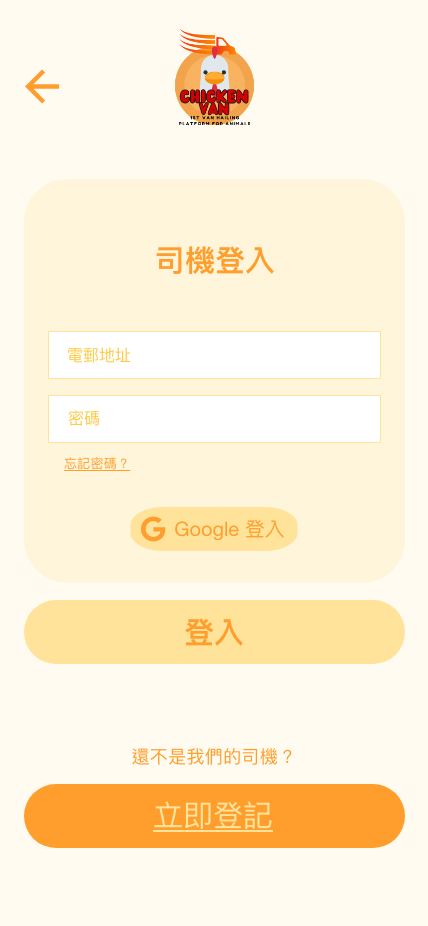 CHICKEN
VAN
1ST VAN HAILING
PLATFORM FOR ANIMALS
司機登入
電郵地址
密碼
忘記密碼？
Google 登入
登入
還不是我們的司機？
立即登記